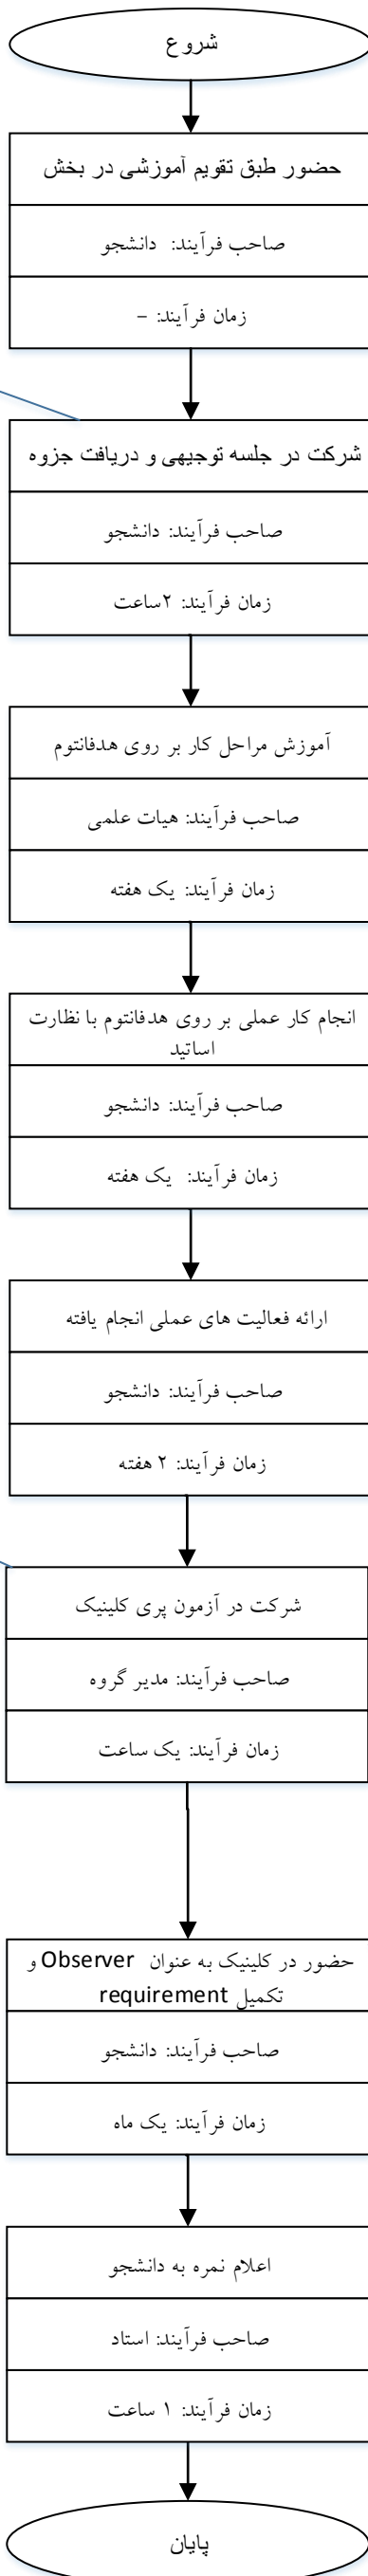 شروع
حضور طبق تقویم آموزشی در بخش
صاحب فرآیند: دانشجو
زمان فرآیند: –
شرکت در جلسه توجیهی و دریافت جزوه
صاحب فرآیند: دانشجو
زمان فرآیند: ۲ساعت
آموزش مراحل کار بر روی هدفانتوم
صاحب فرآیند: هیات علمی
زمان فرآیند: یک هفته
انجام کار عملی بر روی هدفانتوم با نظارت
اساتید
صاحب فرآیند: دانشجو
زمان فرآیند: یک هفته
ارائه فعالیت های عملی انجام یافته
صاحب فرآیند: دانشجو
زمان فرآیند: ۲ هفته
شرکت در آزمون پری کلینیک
صاحب فرآیند: مدیر گروه
زمان فرآیند: یک ساعت
حضور در کلینیک به عنوان Observer و
تکمیل requirement
صاحب فرآیند: دانشجو
زمان فرآیند: یک ماه
اعلام نمره به دانشجو
صاحب فرآیند: استاد
زمان فرآیند: ۱ ساعت
پایان